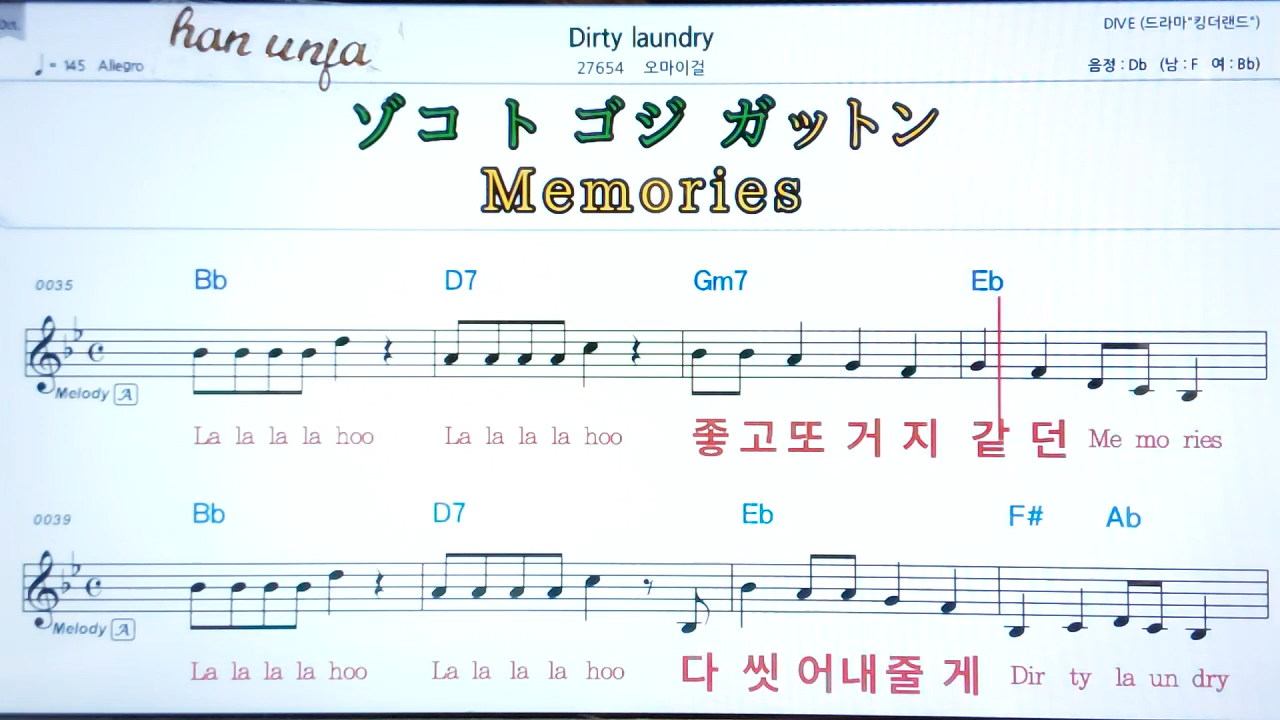 han unfa
Dirty laundry
DIVE (드라마"킹더랜드")
♩= 145 Allegro
27654 오마이걸
음정 : Db (남 : F 여 : Bb)
ゾコ ト ゴジ ガットン
Memories
0035 Bb D7 Gm7 Eb
Melody A
La la la la hoo La la la la hoo 좋 고 또 거 지 같 던 Me mo ries
0039 Bb D7 Eb F# Ab
Melody A
La la la la hoo La la la la hoo 다 씻 어 내 줄 게 Dir ty la un dry